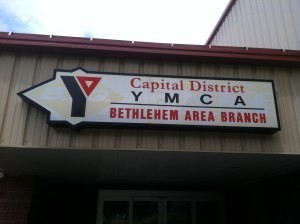 Capital District
YMCA
BETHLEHEM AREA BRANCH